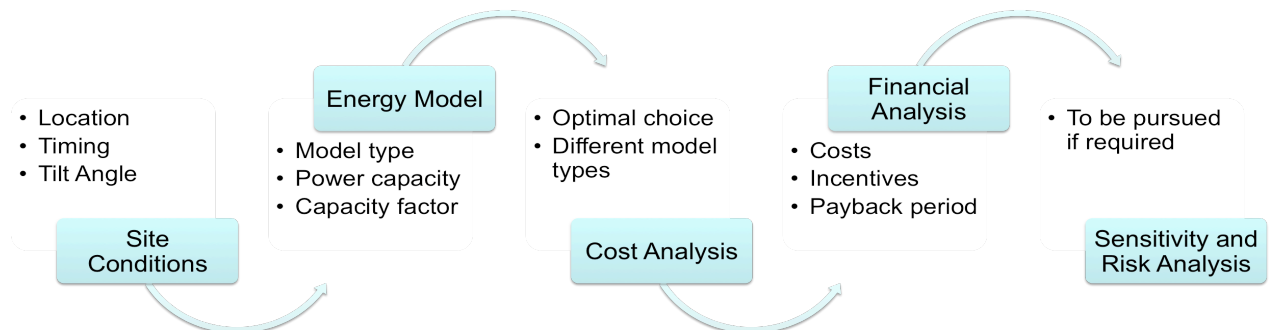 • Location
• Timing
• Tilt Angle
Site
Conditions
Energy Model
• Model type
• Power capacity
• Capacity factor
• Optimal choice
• Different model
types
Cost Analysis
Financial
Analysis
• Costs
• Incentives
• Payback period
• To be pursued
if required
Sensitivity and
Risk Analysis